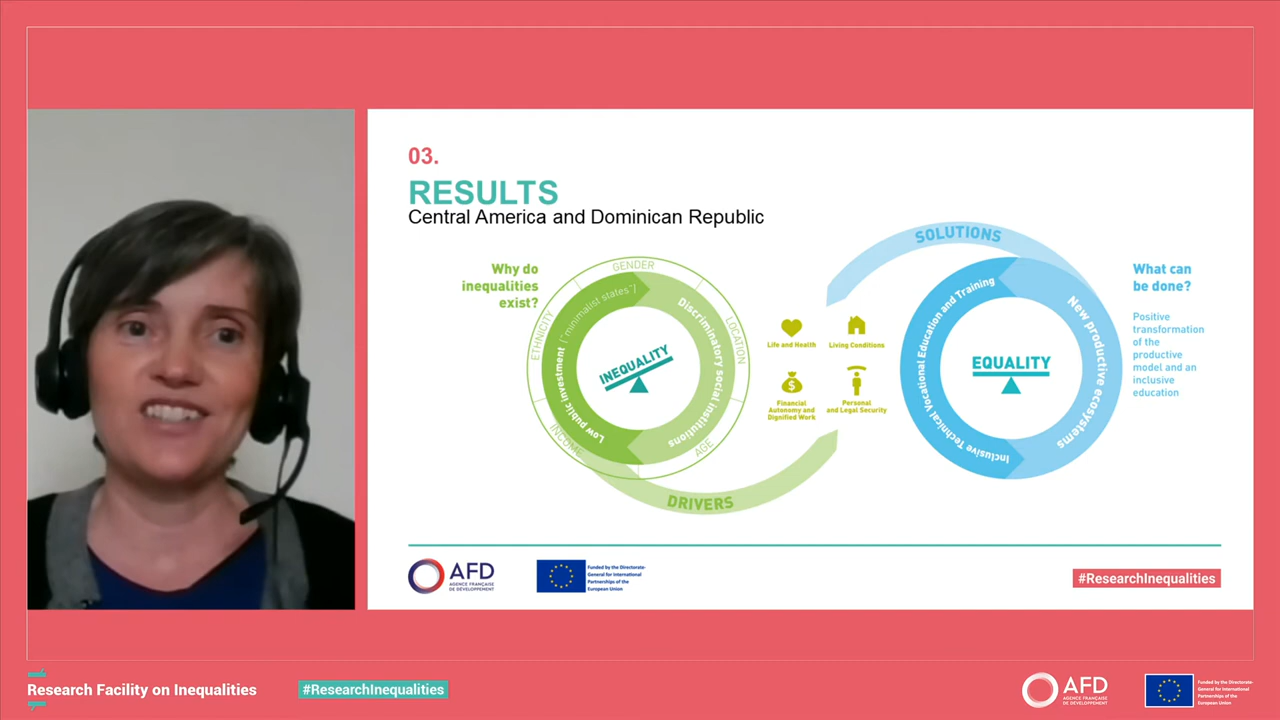 03.
RESULTS
Central America and Dominican Republic
Why do
inequalities
exist?
GENDER
LOCATION
AGE
INCOME
ETHNICITY
Low public investment ["minimalist states"]
Discriminatory social institutions
INEQUALITY
DRIVERS
Life and Health
Living Conditions
Financial
Autonomy and
Dignified Work
Personal
and Legal Security
SOLUTIONS
Inclusive Technical Vocational Education and Training
New productive ecosystems
EQUALITY
What can
be done?
Positive
transformation
of the
productive
model and an
inclusive
education
AFD
AGENCE FRANÇAISE
DE DÉVELOPPEMENT
Funded by the Directorate-
General for International
Partnerships of the
European Union
#ResearchInequalities
Research Facility on Inequalities
#ResearchInequalities
AFD
AGENCE FRANÇAISE
DE DÉVELOPPEMENT
Funded by the Directorate-
General for International
Partnerships of the
European Union